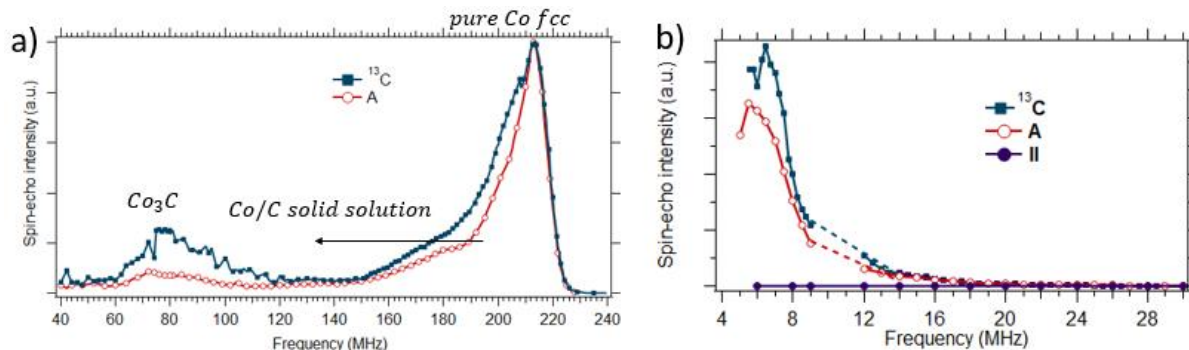 a)
pure Co fcc
Spin-echo intensity (a.u.)
¹³C
A
Co₃C
Co/C solid solution
40 60 80 100 120 140 160 180 200 220 240
Frequency (MHz)
b)
Spin-echo intensity (a.u.)
¹³C
A
II
4 8 12 16 20 24 28
Frequency (MHz)